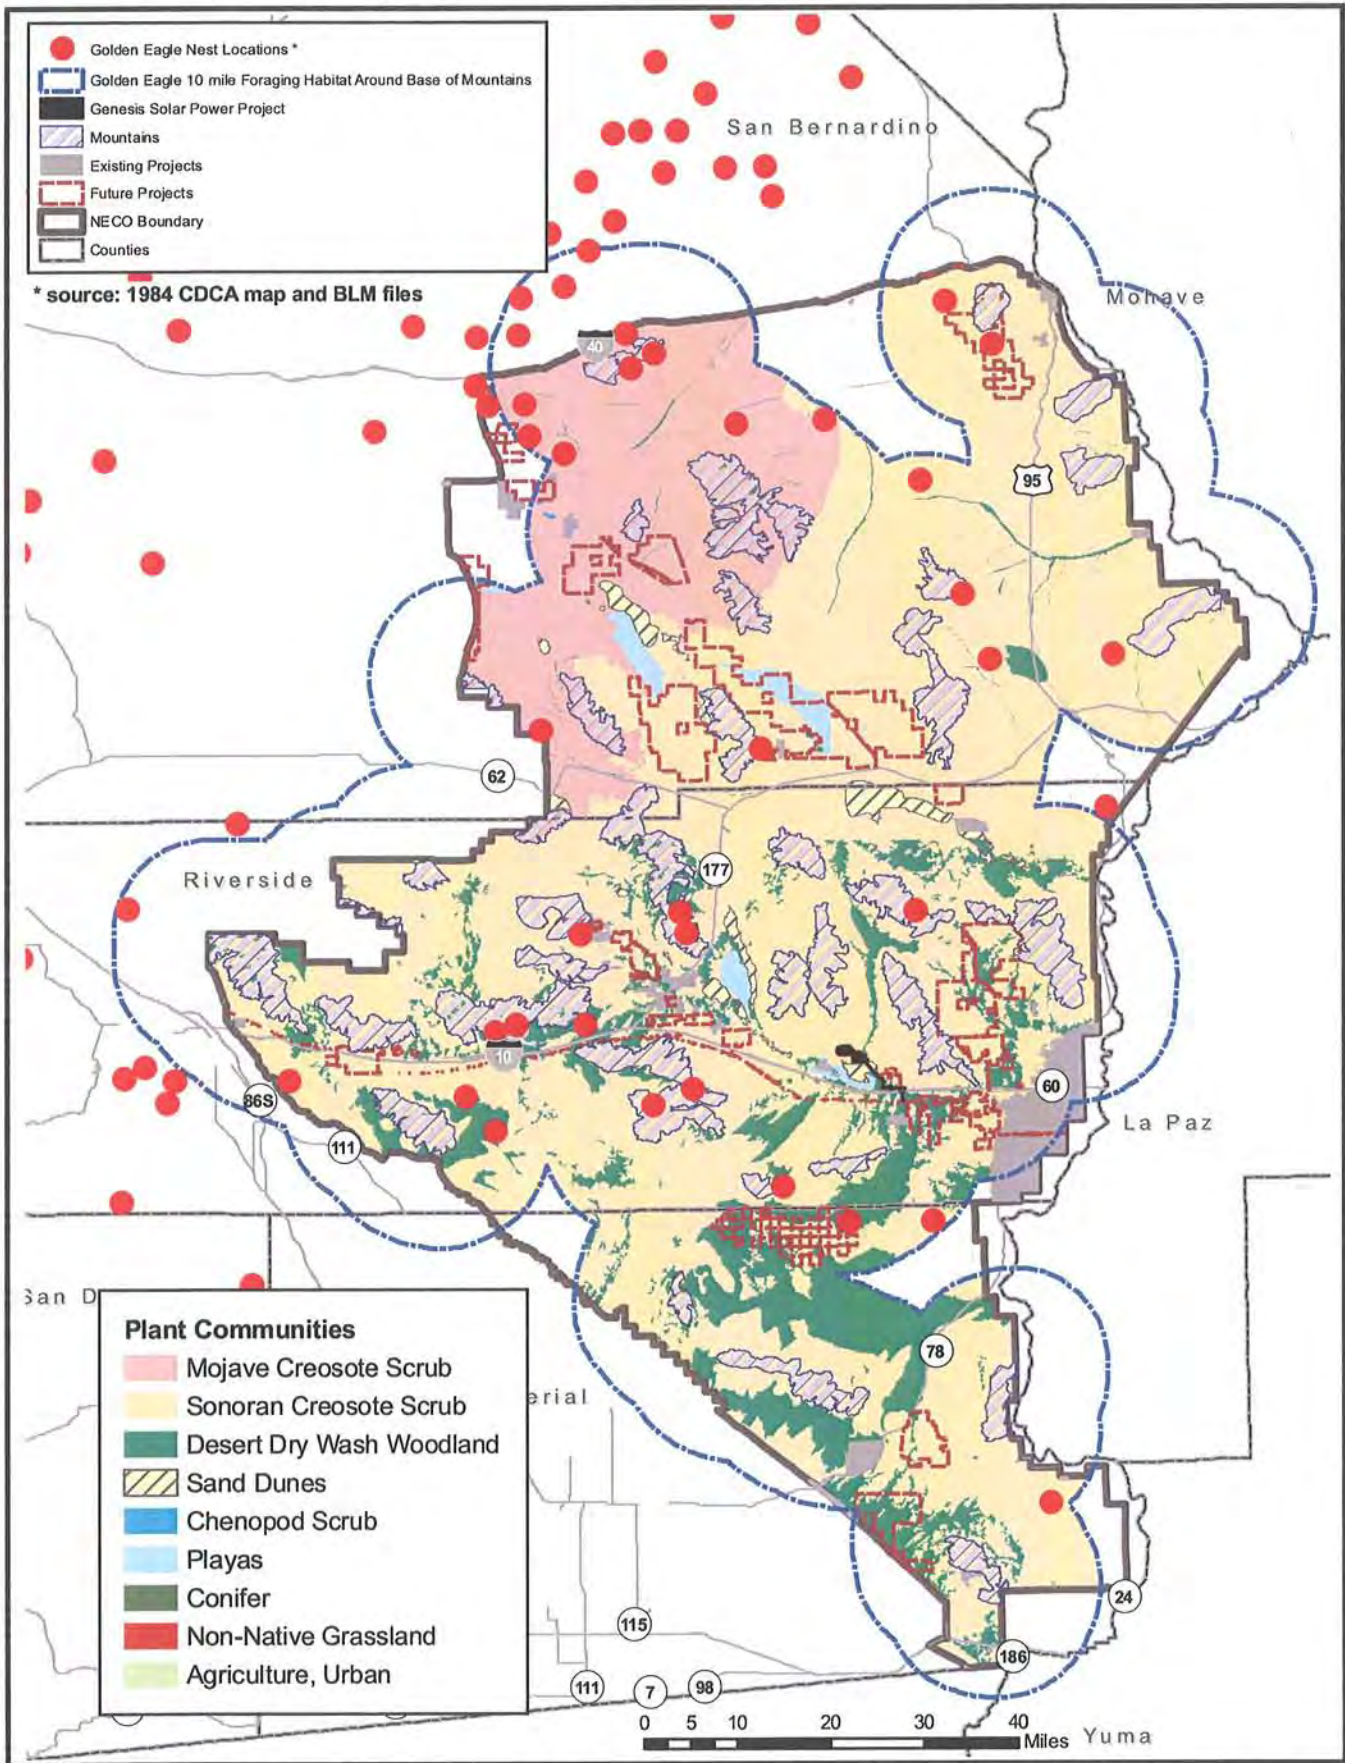 Golden Eagle Nest Locations *
Golden Eagle 10 mile Foraging Habitat Around Base of Mountains
Genesis Solar Power Project
Mountains
Existing Projects
Future Projects
NECO Boundary
Counties
* source: 1984 CDCA map and BLM files
San Bernardino
Mohave
40
95
62
177
Riverside
10
60
86S
111
La Paz
San D
78
erial
Plant Communities
Mojave Creosote Scrub
Sonoran Creosote Scrub
Desert Dry Wash Woodland
Sand Dunes
Chenopod Scrub
Playas
Conifer
Non-Native Grassland
Agriculture, Urban
24
115
186
111
7
98
0 5 10 20 30 40
Miles
Yuma